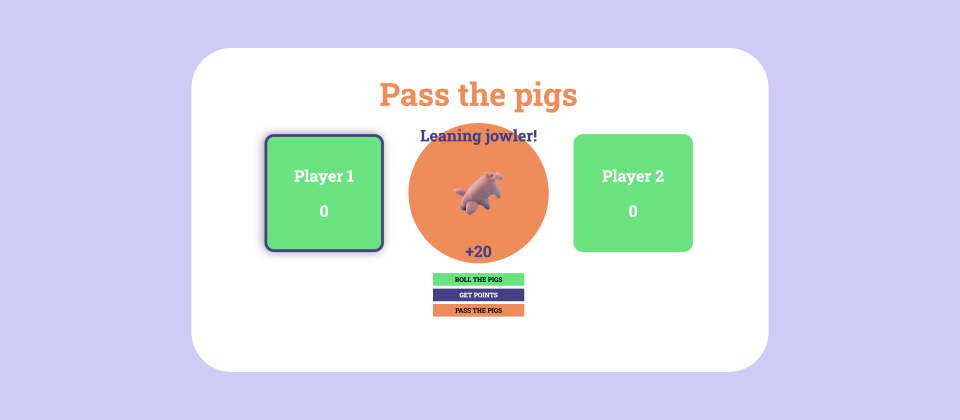 Pass the pigs
Leaning jowler!
Player 1
0
+20
Player 2
0
ROLL THE PIGS
GET POINTS
PASS THE PIGS